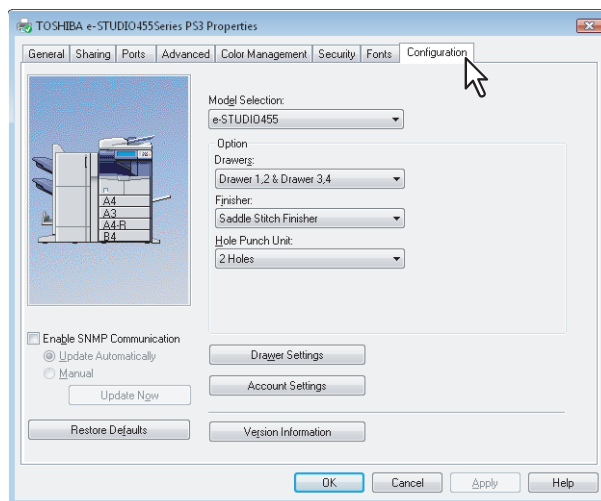 TOSHIBA e-STUDIO455Series PS3 Properties
General Sharing Ports Advanced Color Management Security Fonts Configuration
Model Selection:
e-STUDIO455
Option
Drawers:
Drawer 1,2 & Drawer 3,4
Finisher:
Saddle Stitch Finisher
Hole Punch Unit:
2 Holes
A4
A3
A4-R
B4
Enable SNMP Communication
Update Automatically
Manual
Update Now
Restore Defaults
Drawer Settings
Account Settings
Version Information
OK Cancel Apply Help